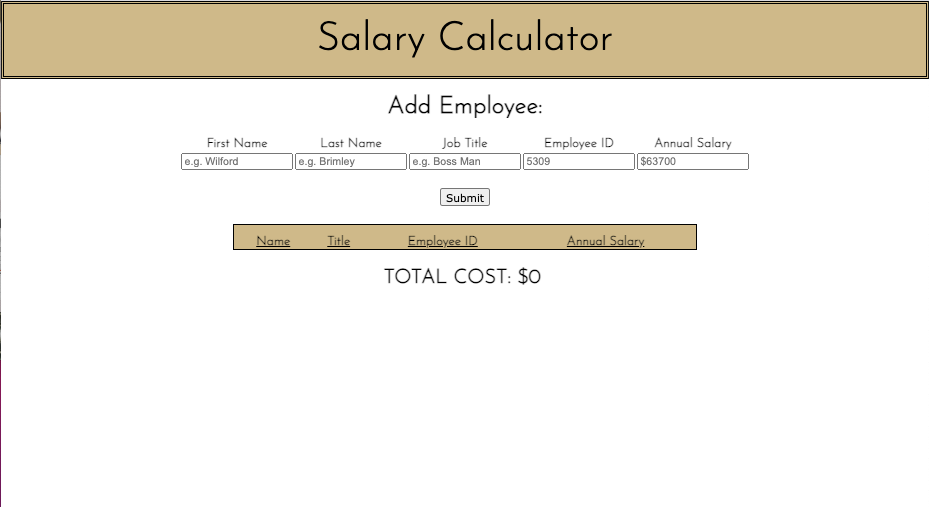 Salary Calculator
Add Employee:
First Name Last Name Job Title Employee ID Annual Salary
e.g. Wilford e.g. Brimley e.g. Boss Man 5309 $63700
Submit
Name Title Employee ID Annual Salary
TOTAL COST: $0